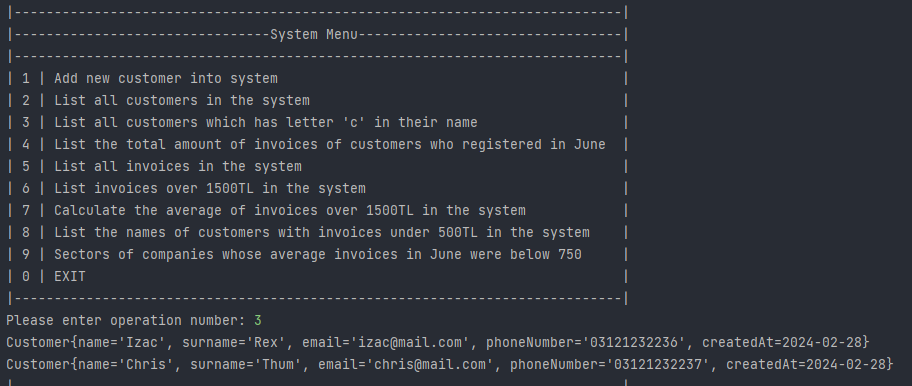 |----------------------------------------------------------------------------|
|--------------------------------System Menu---------------------------------|
|----------------------------------------------------------------------------|
| 1 | Add new customer into system                                           |
| 2 | List all customers in the system                                       |
| 3 | List all customers which has letter 'c' in their name                  |
| 4 | List the total amount of invoices of customers who registered in June  |
| 5 | List all invoices in the system                                        |
| 6 | List invoices over 1500TL in the system                                |
| 7 | Calculate the average of invoices over 1500TL in the system            |
| 8 | List the names of customers with invoices under 500TL in the system    |
| 9 | Sectors of companies whose average invoices in June were below 750     |
| 0 | EXIT                                                                   |
|----------------------------------------------------------------------------|
Please enter operation number: 3
Customer{name='Izac', surname='Rex', email='izac@mail.com', phoneNumber='03121232236', createdAt=2024-02-28}
Customer{name='Chris', surname='Thum', email='chris@mail.com', phoneNumber='03121232237', createdAt=2024-02-28}